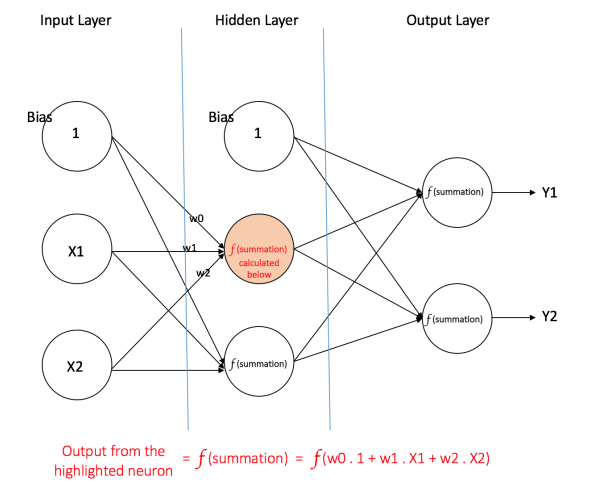 Input Layer
Hidden Layer
Output Layer
Bias
1
Bias
1
w0
f(summation)
Y1
X1
w1
f(summation)
calculated
below
w2
f(summation)
Y2
X2
f(summation)
Output from the
highlighted neuron
= f(summation) = f(w0 . 1 + w1 . X1 + w2 . X2)